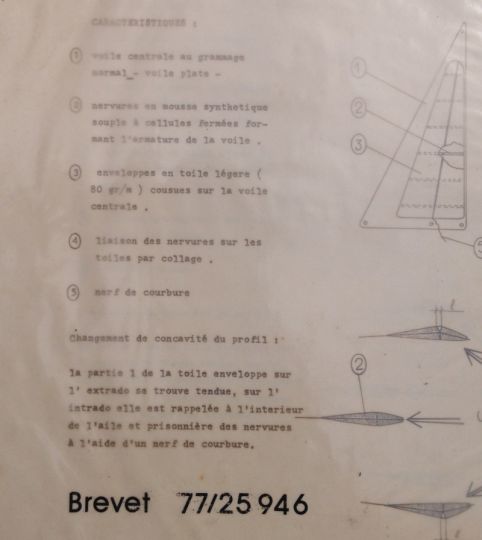 CARACTERISTIQUES :
1 voile centrale au grammage
normal - voile plate -
2 nervures en mousse synthetique
souple à cellules fermées for-
mant l'armature de la voile .
3 enveloppes en toile légere (
80 gr/m ) cousues sur la voile
centrale .
4 liaison des nervures sur les
toiles par collage .
5 nerf de courbure
Changement de concavité du profil :
la partie l de la toile enveloppe sur
l' extrado se trouve tendue, sur l'
intrado elle est rappelée à l'interieur
de l'aile et prisonnière des nervures
à l'aide d'un nerf de courbure.
Brevet 77/25 946
1
2
3
5
l
2
l